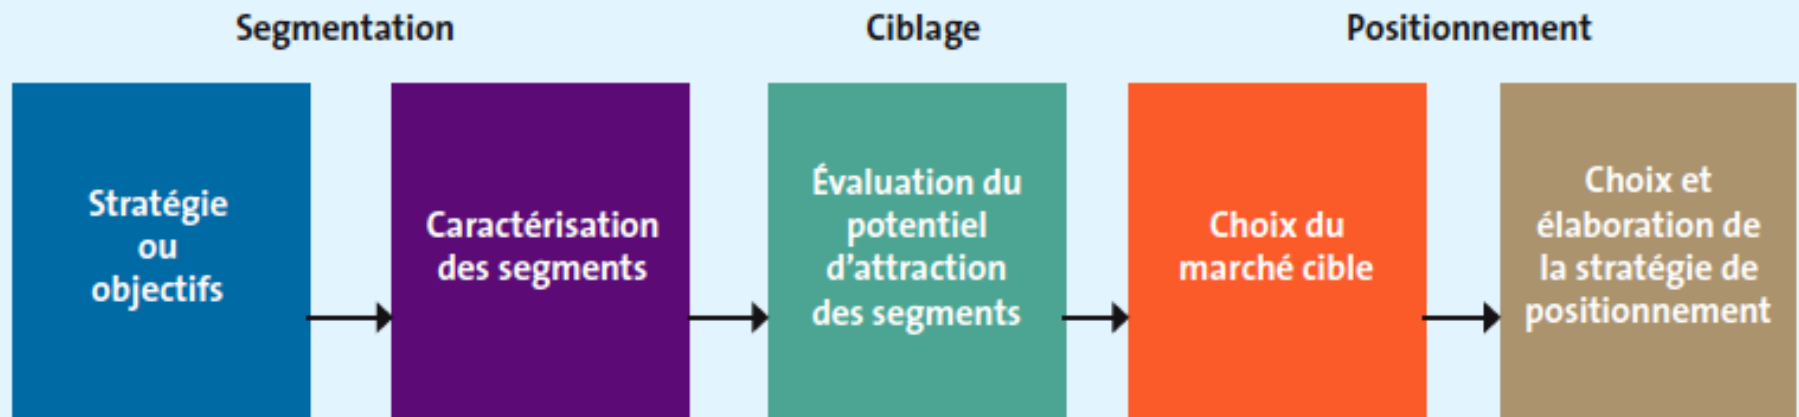 Segmentation
Ciblage
Positionnement
Stratégie
ou
objectifs
Caractérisation
des segments
Évaluation du
potentiel
d'attraction
des segments
Choix du
marché cible
Choix et
élaboration de
la stratégie de
positionnement